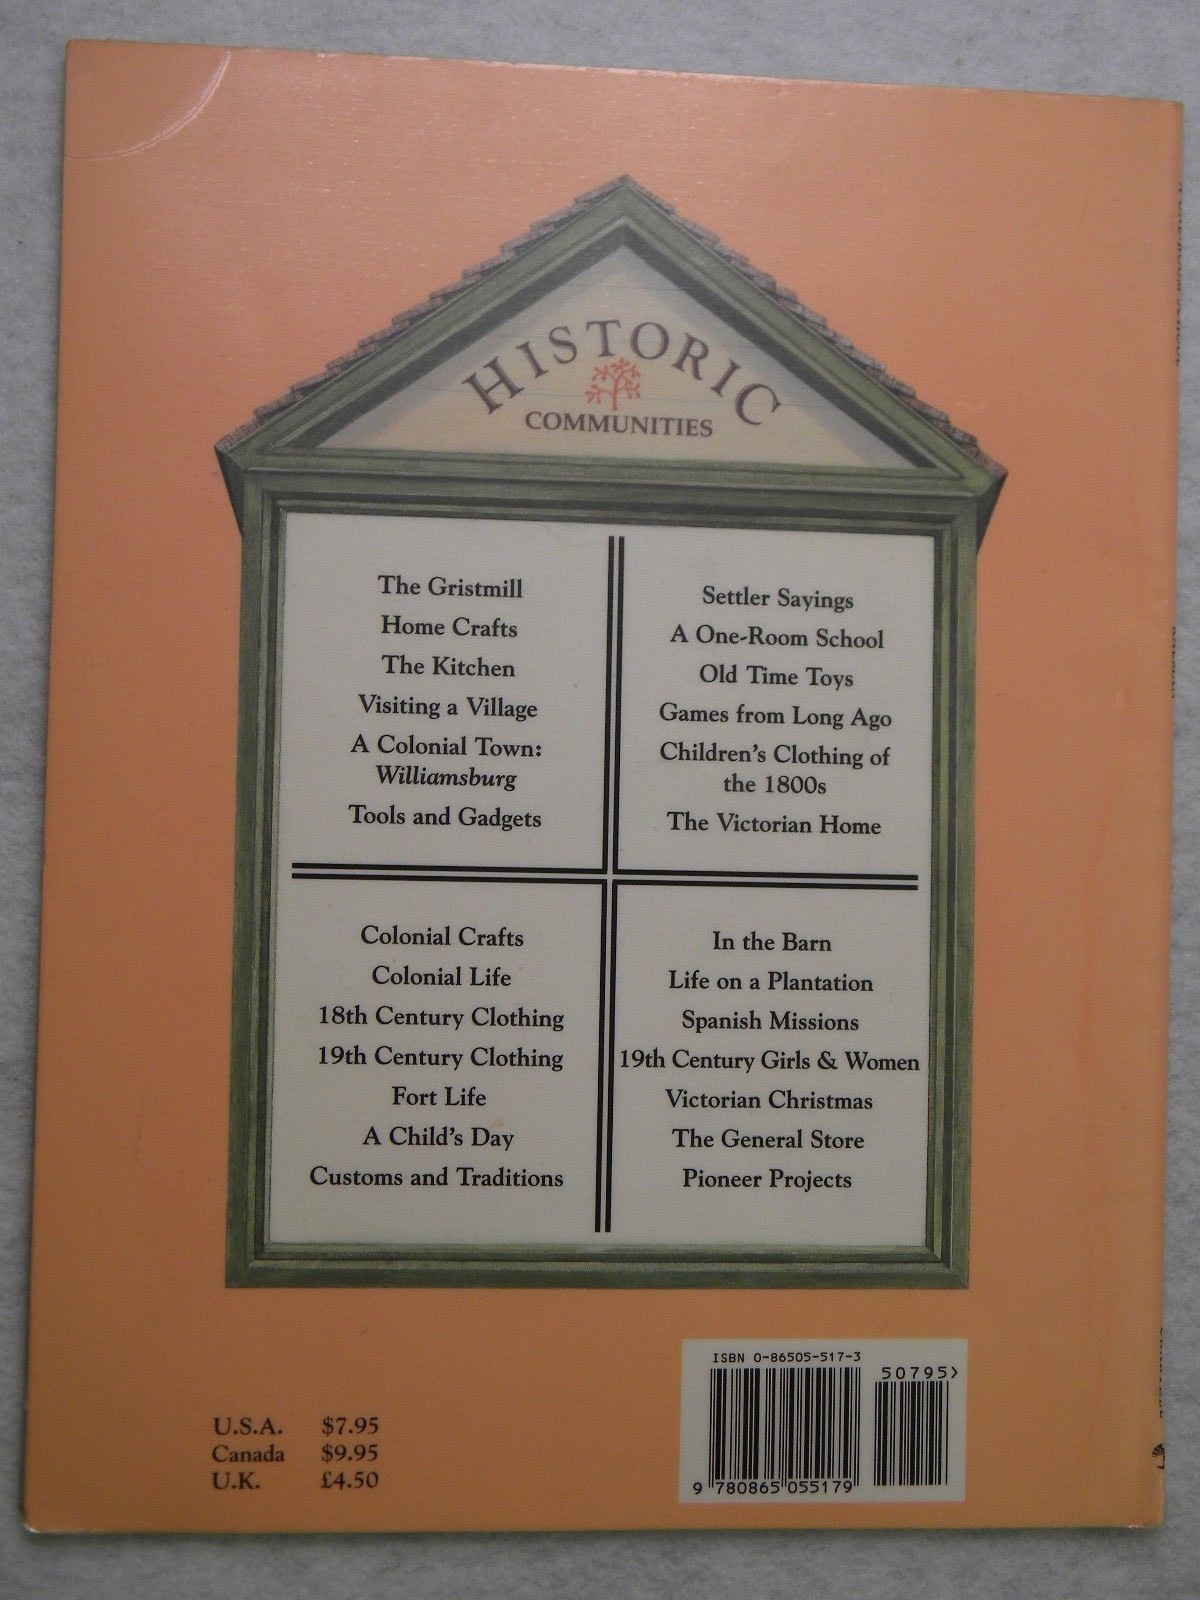 HISTORIC
COMMUNITIES
The Gristmill
Home Crafts
The Kitchen
Visiting a Village
A Colonial Town:
Williamsburg
Tools and Gadgets
Settler Sayings
A One-Room School
Old Time Toys
Games from Long Ago
Children's Clothing of
the 1800s
The Victorian Home
Colonial Crafts
Colonial Life
18th Century Clothing
19th Century Clothing
Fort Life
A Child's Day
Customs and Traditions
In the Barn
Life on a Plantation
Spanish Missions
19th Century Girls & Women
Victorian Christmas
The General Store
Pioneer Projects
U.S.A. $7.95
Canada $9.95
U.K. £4.50
ISBN 0-86505-517-3
50795>
9 780865 055179